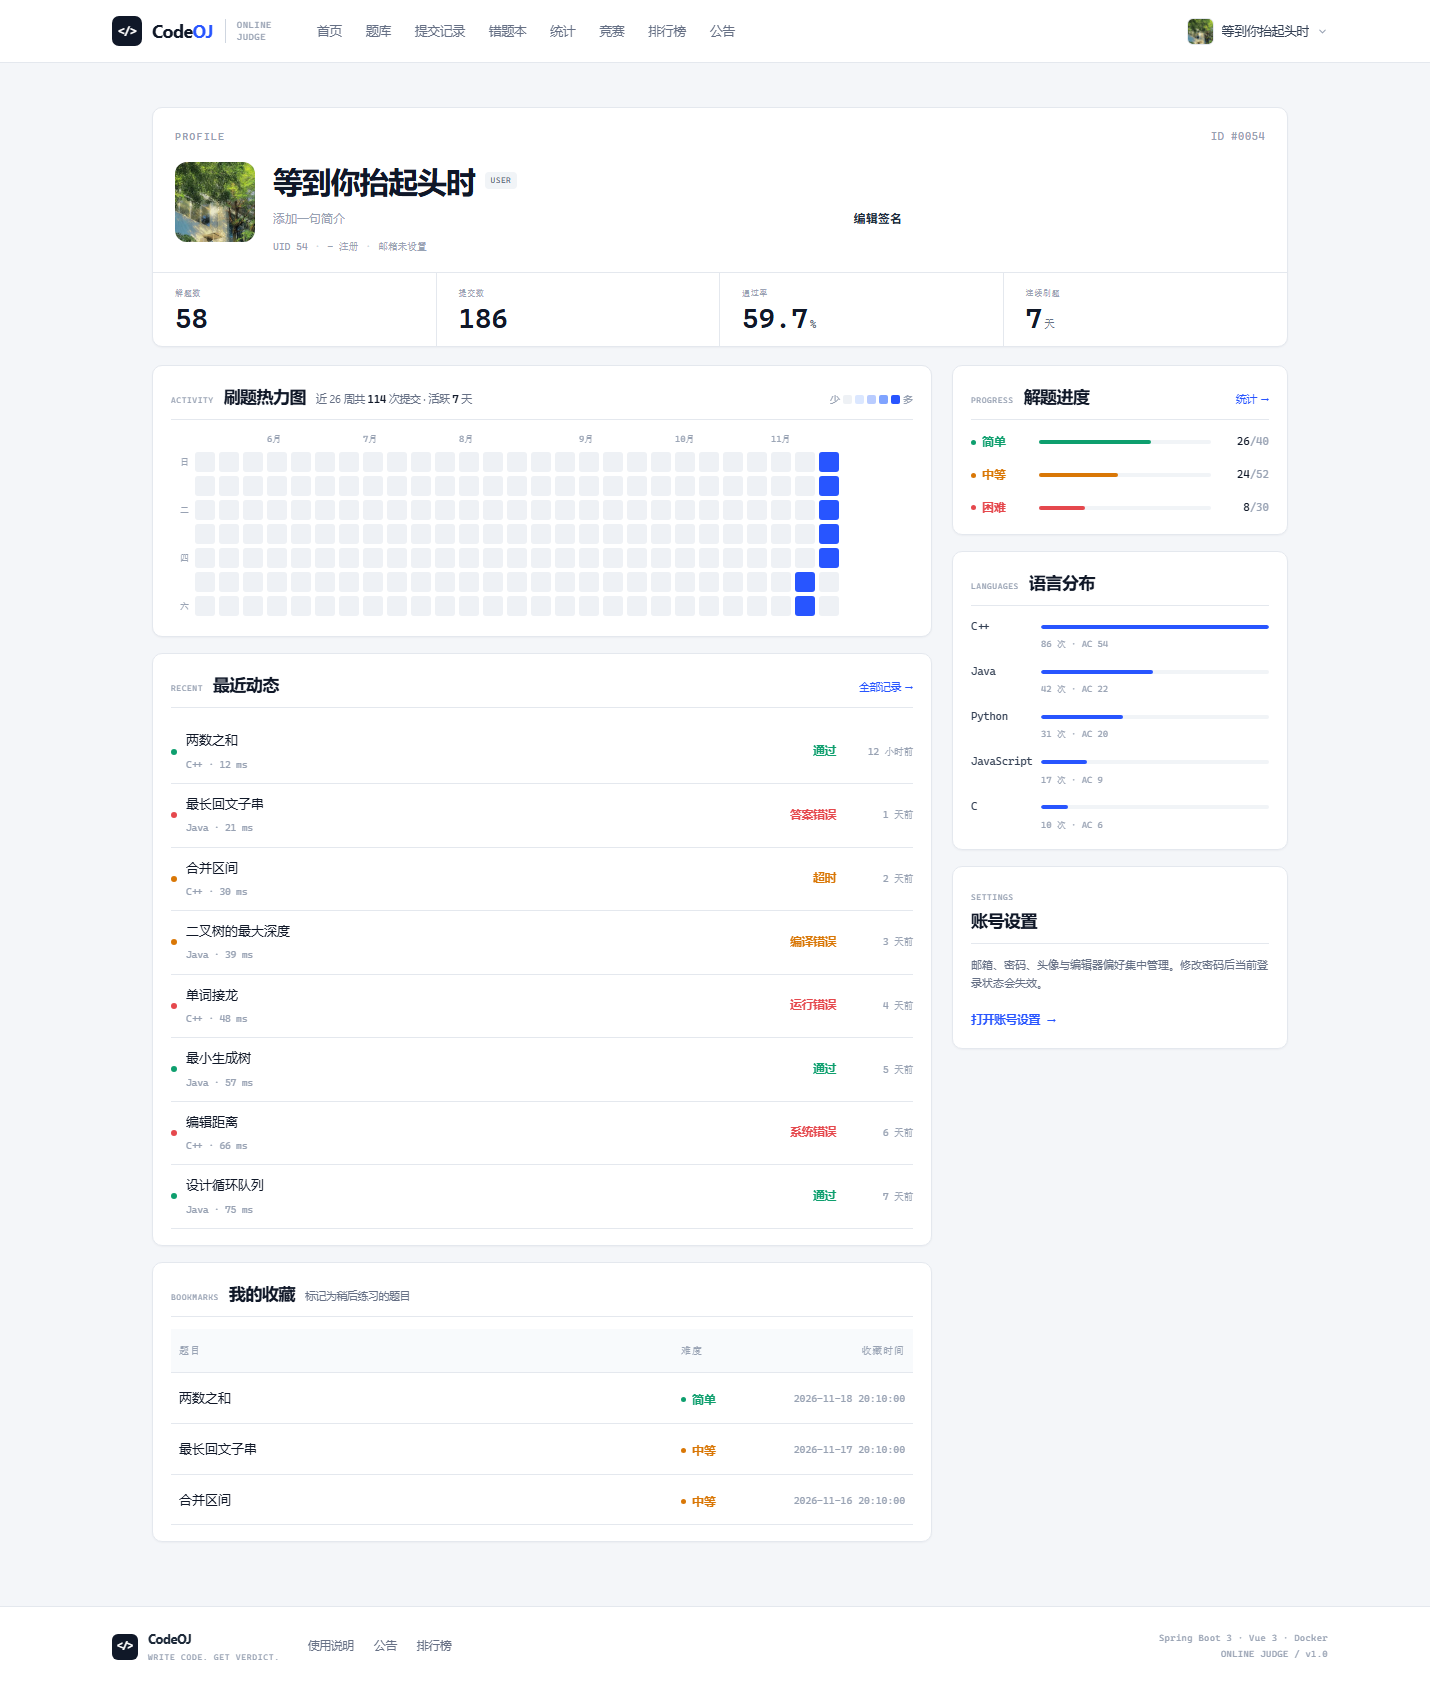 </> CodeOJ ONLINE JUDGE 首页 题库 提交记录 错题本 统计 竞赛 排行榜 公告 等到你抬起头时
PROFILE ID #0054
等到你抬起头时 USER
添加一句简介 编辑签名
UID 54 · — 注册 · 邮箱未设置
解题数 提交数 通过率 连续刷题
58 186 59.7% 7天
ACTIVITY 刷题热力图 近 26 周共 114 次提交 · 活跃 7 天 少 多
6月 7月 8月 9月 10月 11月
日
二
四
六
PROGRESS 解题进度 统计 →
简单 26/40
中等 24/52
困难 8/30
LANGUAGES 语言分布
C++
86 次 · AC 54
Java
42 次 · AC 22
Python
31 次 · AC 20
JavaScript
17 次 · AC 9
C
10 次 · AC 6
RECENT 最近动态 全部记录 →
两数之和 通过 12 小时前
C++ · 12 ms
最长回文子串 答案错误 1 天前
Java · 21 ms
合并区间 超时 2 天前
C++ · 30 ms
二叉树的最大深度 编译错误 3 天前
Java · 39 ms
单词接龙 运行错误 4 天前
C++ · 48 ms
最小生成树 通过 5 天前
Java · 57 ms
编辑距离 系统错误 6 天前
C++ · 66 ms
设计循环队列 通过 7 天前
Java · 75 ms
SETTINGS
账号设置
邮箱、密码、头像与编辑器偏好集中管理。修改密码后当前登
录状态会失效。
打开账号设置 →
BOOKMARKS 我的收藏 标记为稍后练习的题目
题目 难度 收藏时间
两数之和 简单 2026-11-18 20:10:00
最长回文子串 中等 2026-11-17 20:10:00
合并区间 中等 2026-11-16 20:10:00
</> CodeOJ
WRITE CODE. GET VERDICT.
使用说明 公告 排行榜
Spring Boot 3 · Vue 3 · Docker
ONLINE JUDGE / v1.0